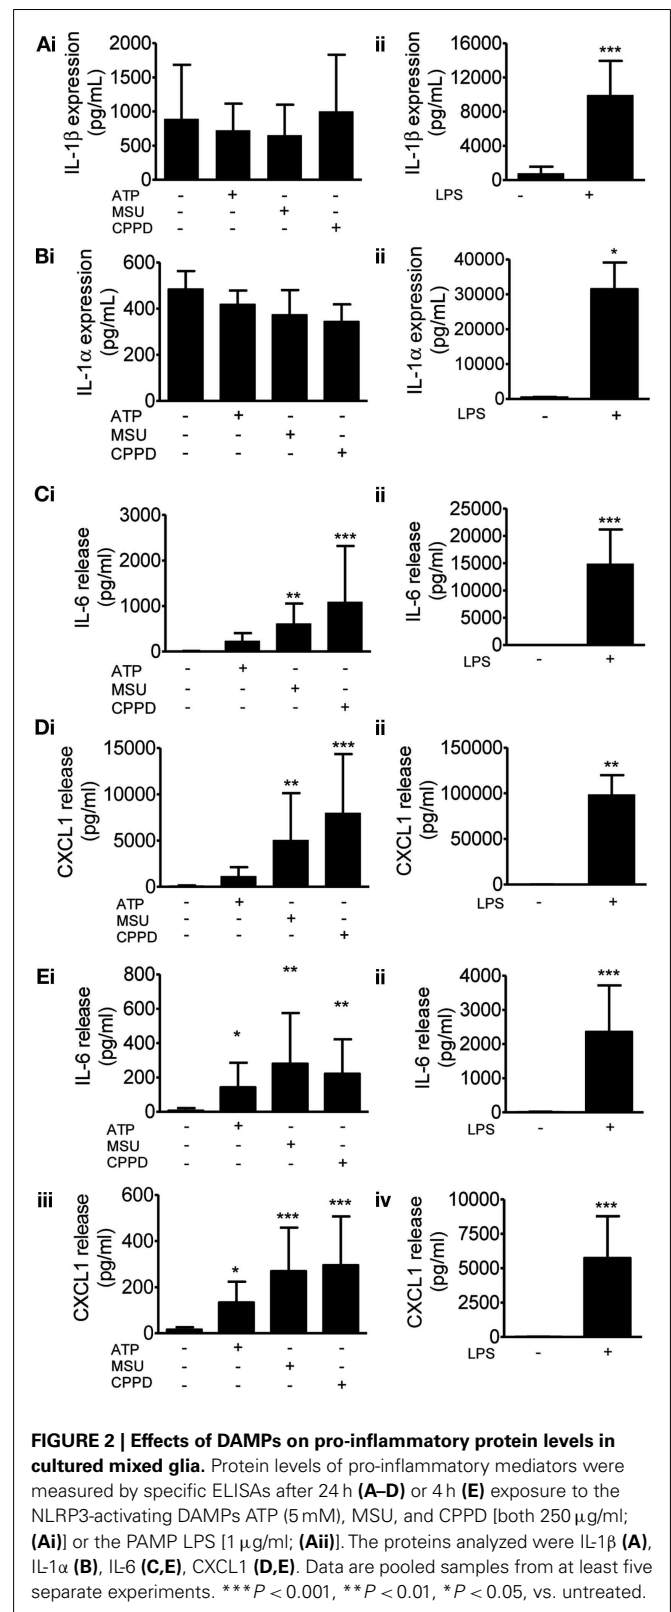 Ai
IL-1β expression
(pg/mL)
2000
1500
1000
500
0
ATP - + - -
MSU - - + -
CPPD - - - +
ii
IL-1β expression
(pg/mL)
16000
12000
8000
4000
0
***
LPS - +
Bi
IL-1α expression
(pg/mL)
600
400
200
0
ATP - + - -
MSU - - + -
CPPD - - - +
ii
IL-1α expression
(pg/mL)
40000
30000
20000
10000
0
*
LPS - +
Ci
IL-6 release
(pg/ml)
3000
2000
1000
0
** ***
ATP - + - -
MSU - - + -
CPPD - - - +
ii
IL-6 release
(pg/ml)
25000
20000
15000
10000
5000
0
***
LPS - +
Di
CXCL1 release
(pg/ml)
15000
10000
5000
0
** ***
ATP - + - -
MSU - - + -
CPPD - - - +
ii
CXCL1 release
(pg/ml)
150000
100000
50000
0
**
LPS - +
Ei
IL-6 release
(pg/ml)
800
600
400
200
0
* ** **
ATP - + - -
MSU - - + -
CPPD - - - +
ii
IL-6 release
(pg/ml)
4000
3000
2000
1000
0
***
LPS - +
iii
CXCL1 release
(pg/ml)
600
400
200
0
* *** ***
ATP - + - -
MSU - - + -
CPPD - - - +
iv
CXCL1 release
(pg/ml)
10000
7500
5000
2500
0
***
LPS - +
FIGURE 2 | Effects of DAMPs on pro-inflammatory protein levels in
cultured mixed glia. Protein levels of pro-inflammatory mediators were
measured by specific ELISAs after 24 h (A–D) or 4 h (E) exposure to the
NLRP3-activating DAMPs ATP (5 mM), MSU, and CPPD [both 250 μg/ml;
(Ai)] or the PAMP LPS [1 μg/ml; (Aii)]. The proteins analyzed were IL-1β (A),
IL-1α (B), IL-6 (C,E), CXCL1 (D,E). Data are pooled samples from at least five
separate experiments. ***P < 0.001, **P < 0.01, *P < 0.05, vs. untreated.